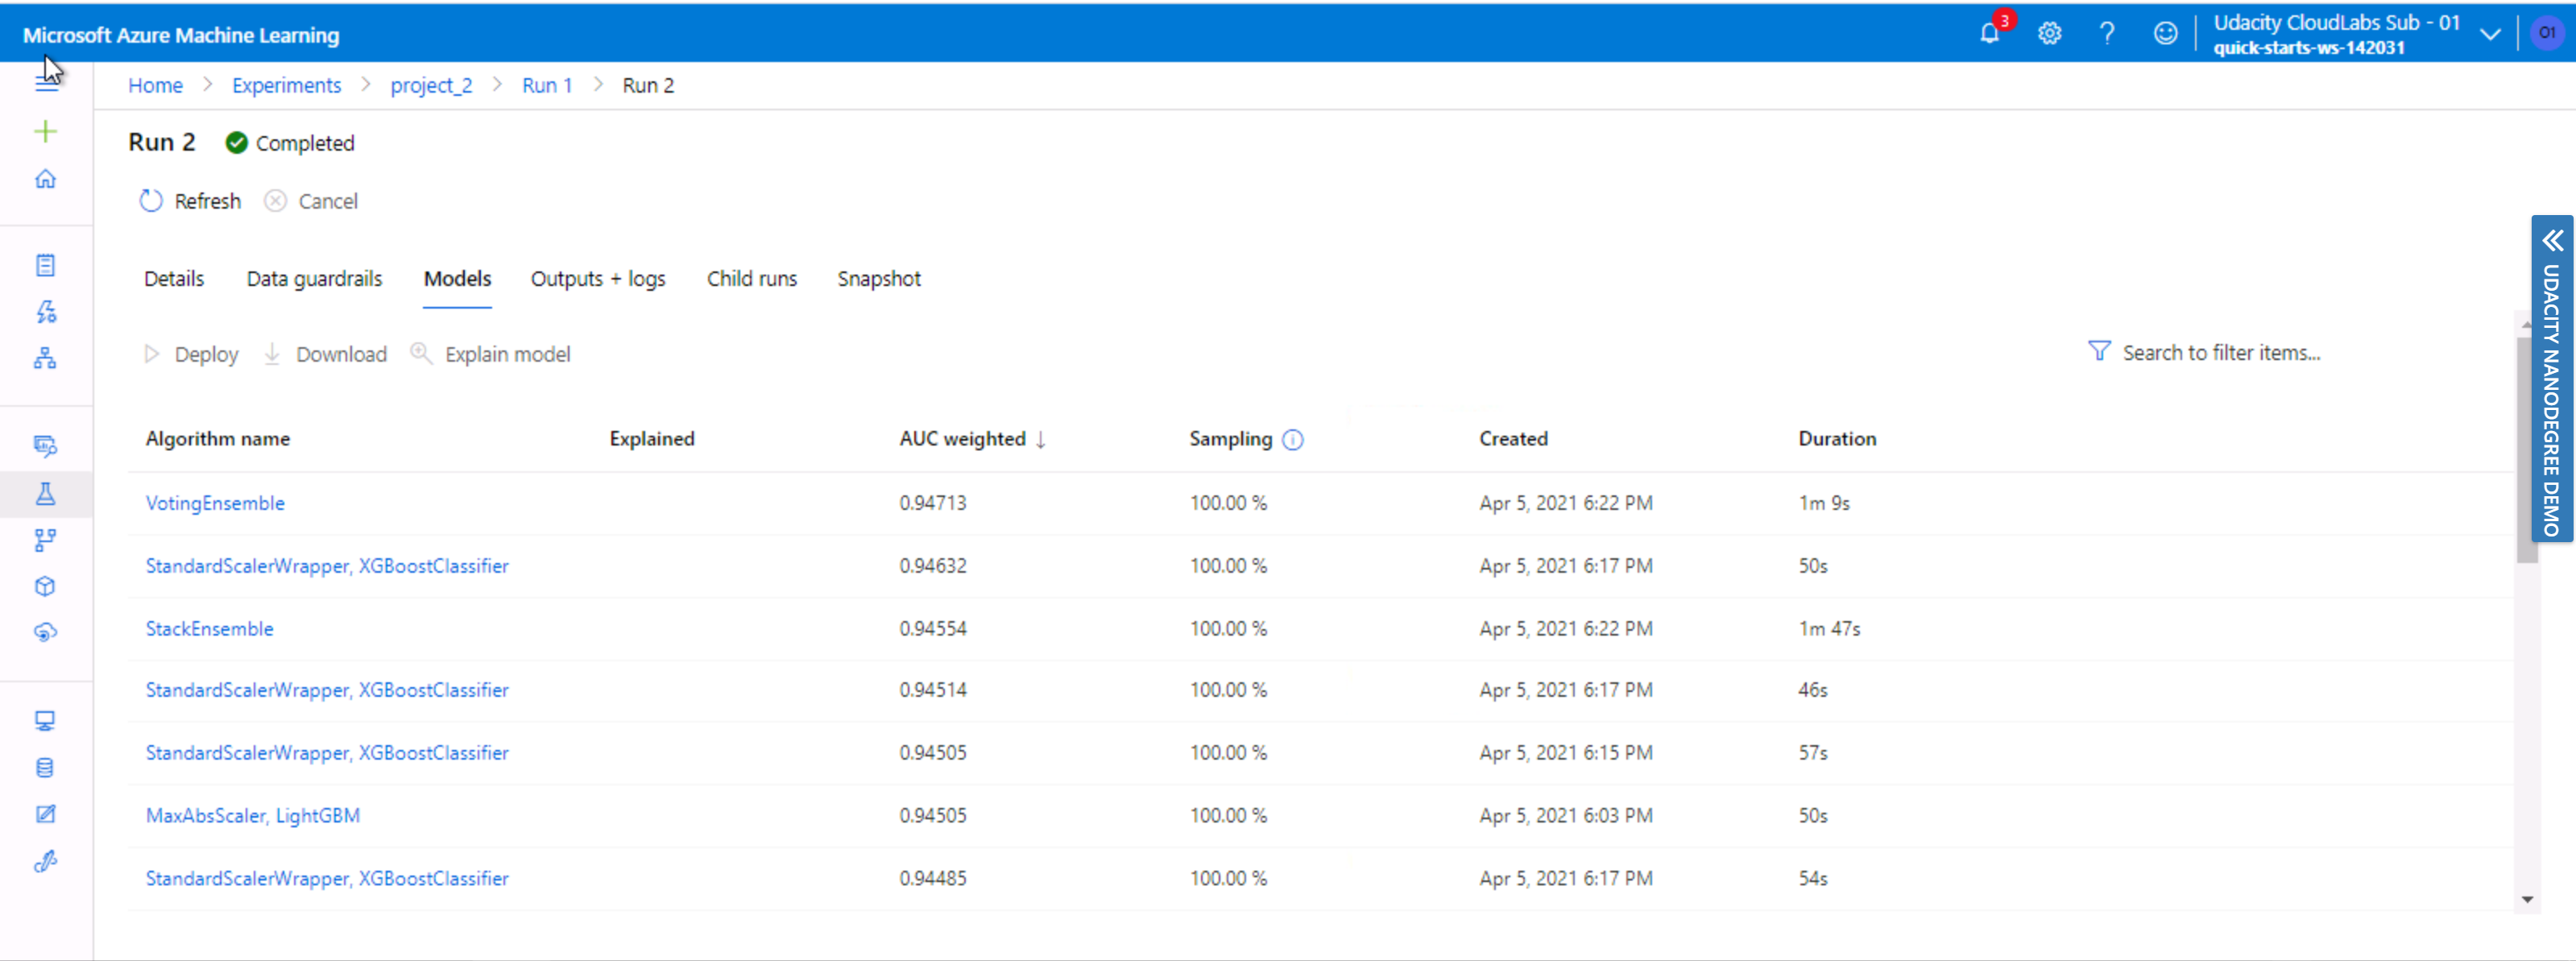 Microsoft Azure Machine Learning
3
Udacity CloudLabs Sub - 01
quick-starts-ws-142031
01
Home > Experiments > project_2 > Run 1 > Run 2
Run 2 Completed
Refresh Cancel
Details Data guardrails Models Outputs + logs Child runs Snapshot
Deploy Download Explain model Search to filter items...
Algorithm name Explained AUC weighted ↓ Sampling Created Duration
VotingEnsemble 0.94713 100.00 % Apr 5, 2021 6:22 PM 1m 9s
StandardScalerWrapper, XGBoostClassifier 0.94632 100.00 % Apr 5, 2021 6:17 PM 50s
StackEnsemble 0.94554 100.00 % Apr 5, 2021 6:22 PM 1m 47s
StandardScalerWrapper, XGBoostClassifier 0.94514 100.00 % Apr 5, 2021 6:17 PM 46s
StandardScalerWrapper, XGBoostClassifier 0.94505 100.00 % Apr 5, 2021 6:15 PM 57s
MaxAbsScaler, LightGBM 0.94505 100.00 % Apr 5, 2021 6:03 PM 50s
StandardScalerWrapper, XGBoostClassifier 0.94485 100.00 % Apr 5, 2021 6:17 PM 54s
UDACITY NANODEGREE DEMO